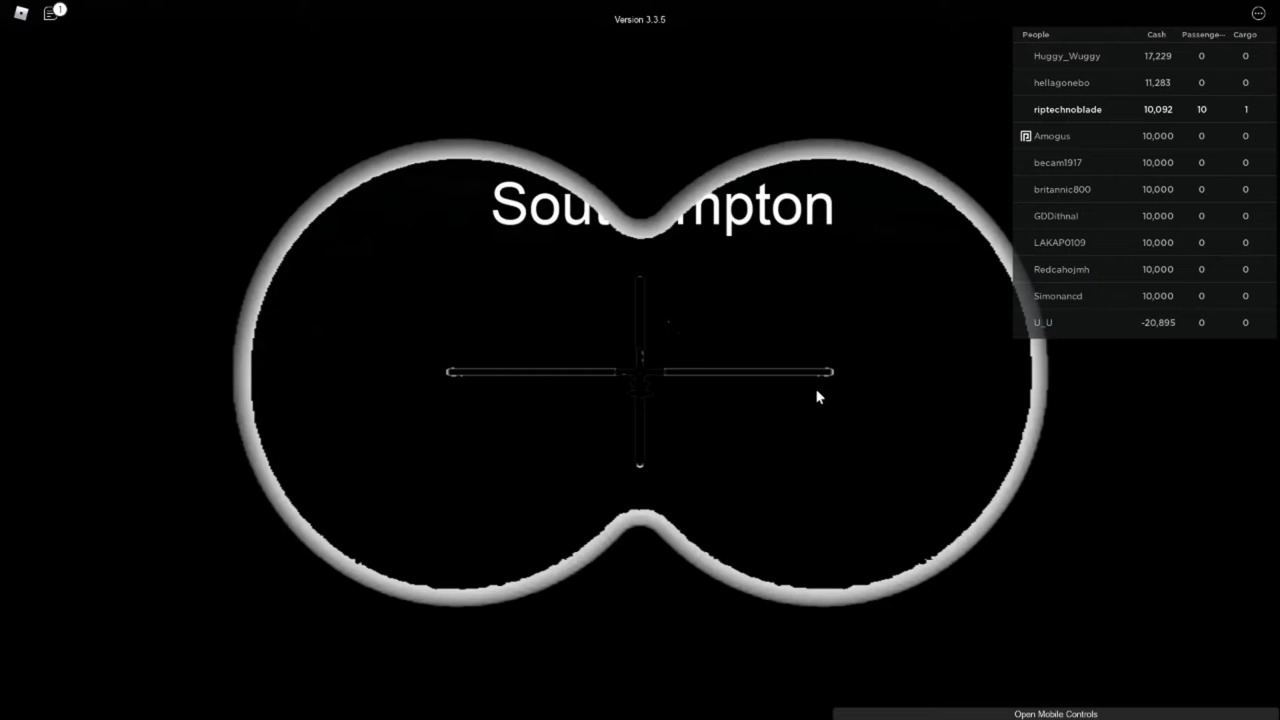 1
Version 3.3.5
People Cash Passenge··· Cargo
Huggy_Wuggy 17,229 0 0
hellagonebo 11,283 0 0
riptechnoblade 10,092 10 1
Amogus 10,000 0 0
becam1917 10,000 0 0
britannic800 10,000 0 0
GDDithnal 10,000 0 0
LAKAP0109 10,000 0 0
Redcahojmh 10,000 0 0
Simonancd 10,000 0 0
U_U -20,895 0 0
Southampton
Open Mobile Controls